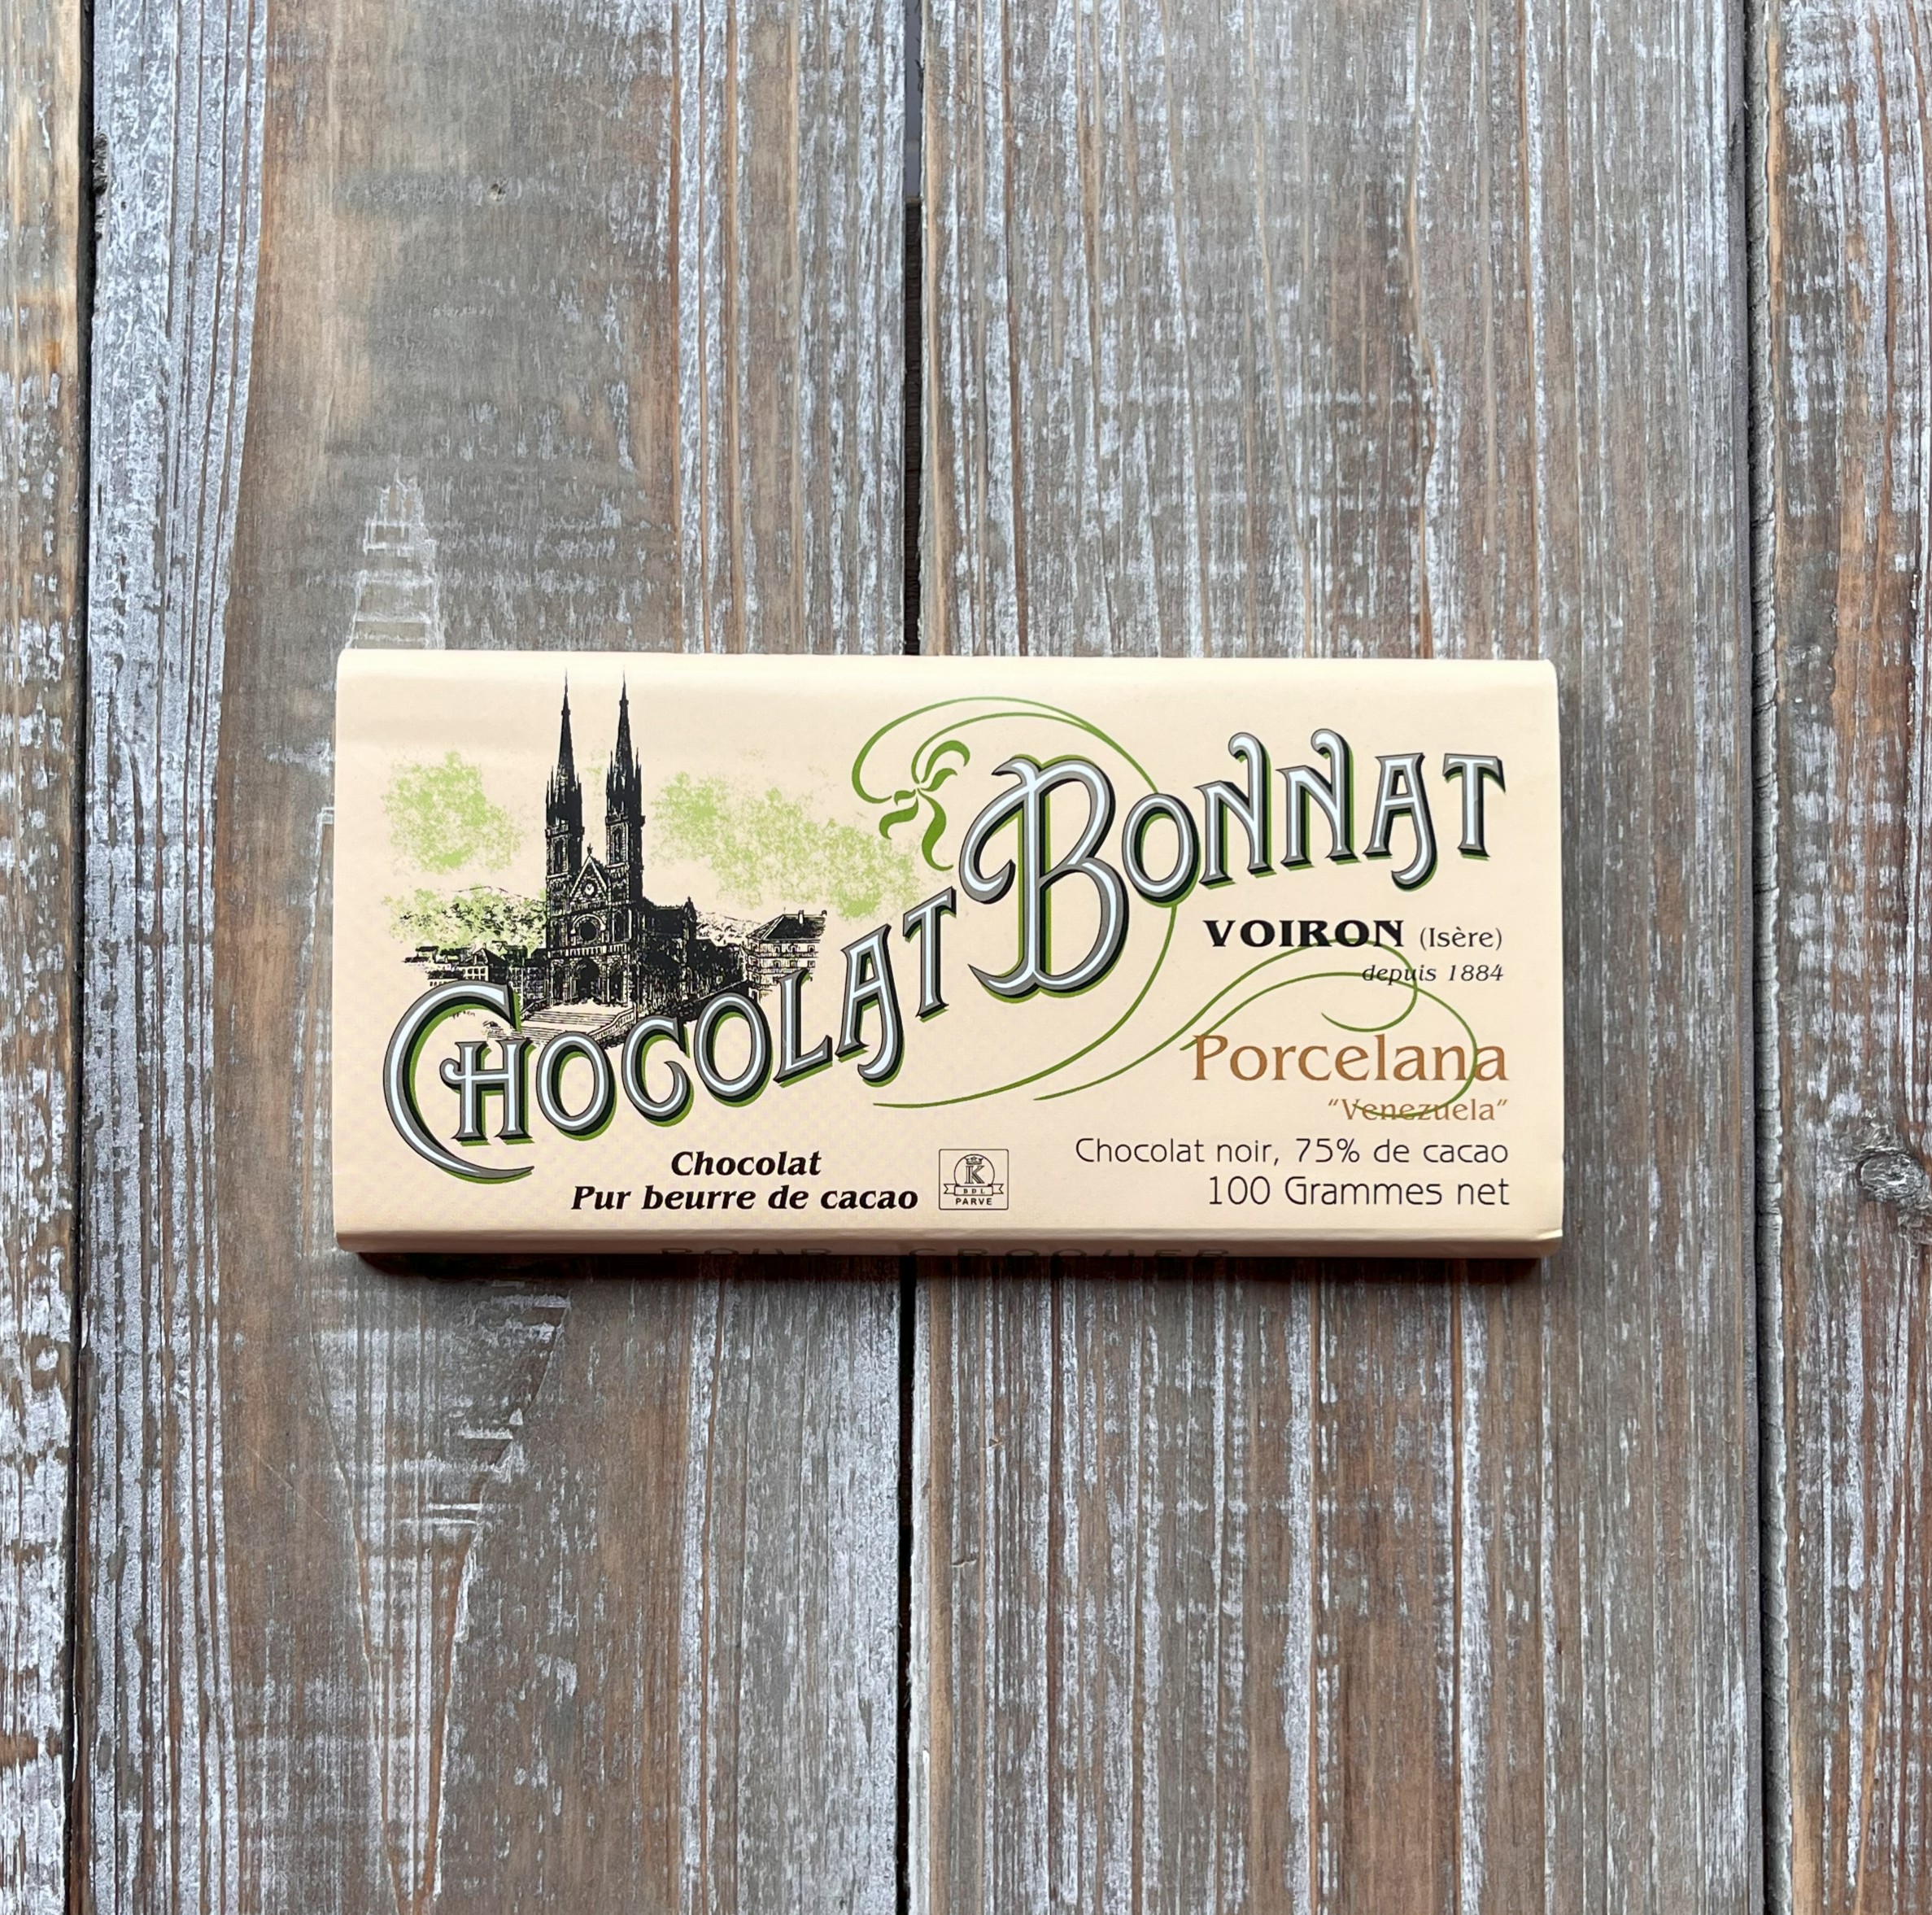 CHOCOLAT BONNAT
VOIRON (Isère)
depuis 1884
Porcelana
“Venezuela”
Chocolat noir, 75% de cacao
100 Grammes net
Chocolat
Pur beurre de cacao
K
BDL
PARVE